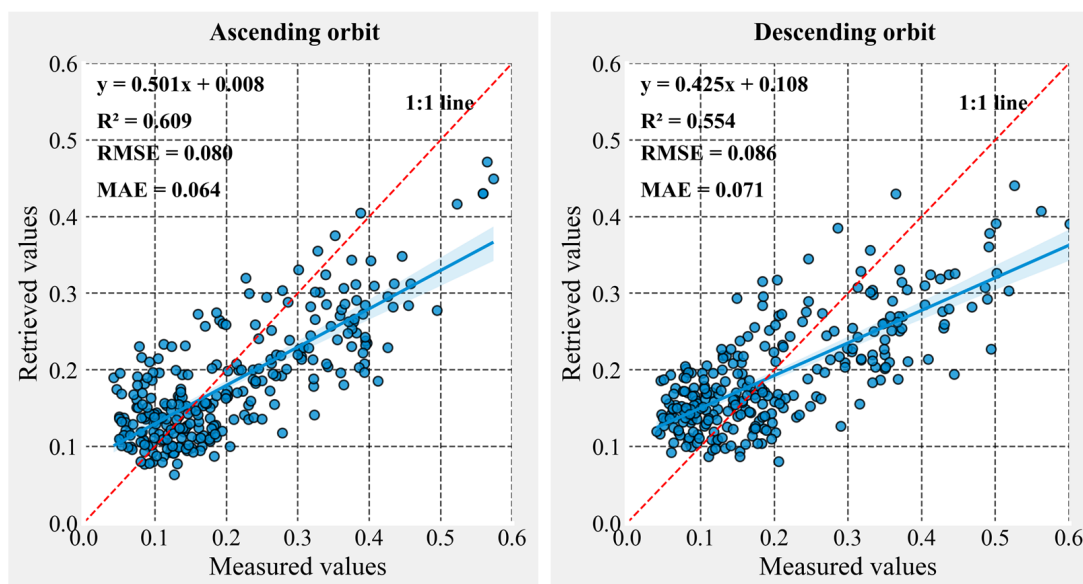 Ascending orbit
0.6
y = 0.501x + 0.008
1:1 line
R² = 0.609
0.5
RMSE = 0.080
MAE = 0.064
0.4
0.3
0.2
0.1
0.0
Retrieved values
0.0 0.1 0.2 0.3 0.4 0.5 0.6
Measured values
Descending orbit
0.6
y = 0.425x + 0.108
1:1 line
R² = 0.554
0.5
RMSE = 0.086
MAE = 0.071
0.4
0.3
0.2
0.1
0.0
Retrieved values
0.0 0.1 0.2 0.3 0.4 0.5 0.6
Measured values